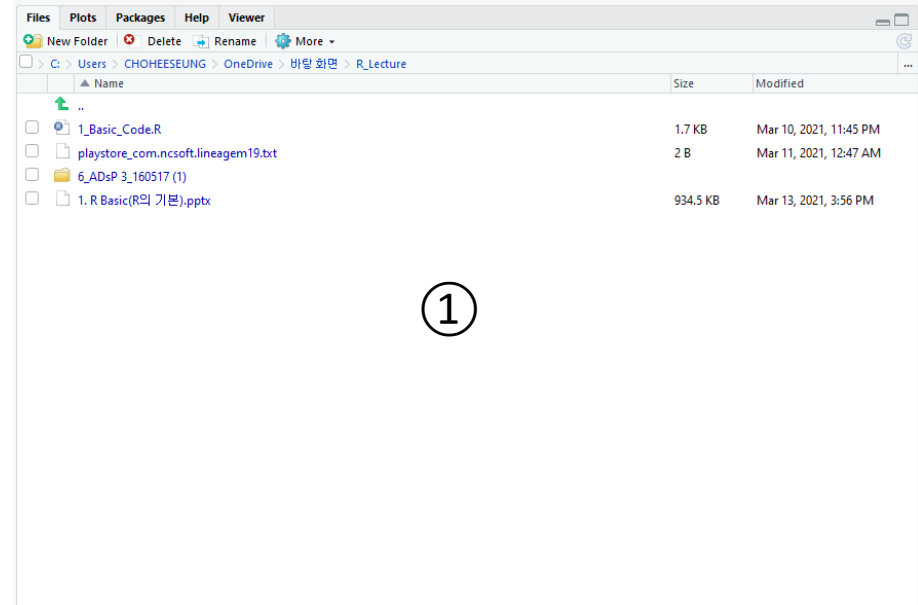 Files Plots Packages Help Viewer
New Folder Delete Rename More
C: > Users > CHOHEESEUNG > OneDrive > 바탕 화면 > R_Lecture ...
▲ Name Size Modified
..
1_Basic_Code.R 1.7 KB Mar 10, 2021, 11:45 PM
playstore_com.ncsoft.lineagem19.txt 2 B Mar 11, 2021, 12:47 AM
6_ADsP 3_160517 (1)
1. R Basic(R의 기본).pptx 934.5 KB Mar 13, 2021, 3:56 PM
①